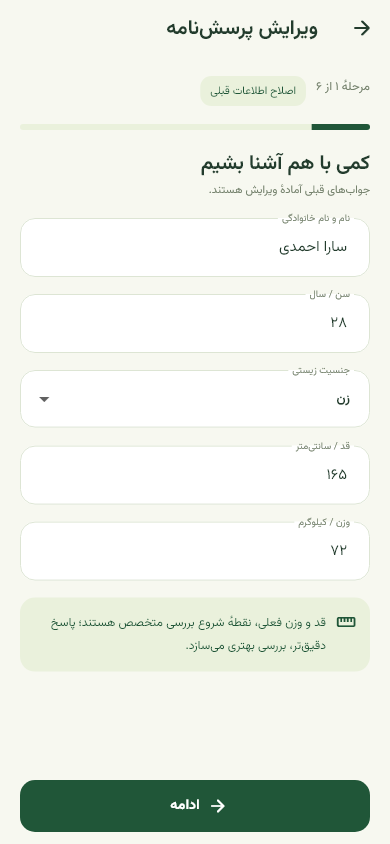 ویرایش پرسش‌نامه
مرحلهٔ ۱ از ۶
اصلاح اطلاعات قبلی
کمی با هم آشنا بشیم
جواب‌های قبلی آمادهٔ ویرایش هستند.
نام و نام خانوادگی
سارا احمدی
سن / سال
۲۸
جنسیت زیستی
زن
قد / سانتی‌متر
۱۶۵
وزن / کیلوگرم
۷۲
قد و وزن فعلی، نقطهٔ شروع بررسی متخصص هستند؛ پاسخ
دقیق‌تر، بررسی بهتری می‌سازد.
ادامه